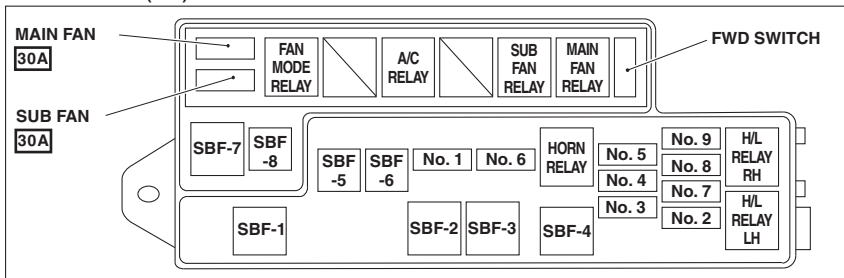 MAIN FAN
30A
SUB FAN
30A
FAN
MODE
RELAY
A/C
RELAY
SUB
FAN
RELAY
MAIN
FAN
RELAY
FWD SWITCH
SBF-7
SBF
-8
SBF
-5
SBF
-6
No. 1
No. 6
HORN
RELAY
No. 5
No. 4
No. 3
No. 9
No. 8
No. 7
No. 2
H/L
RELAY
RH
H/L
RELAY
LH
SBF-1
SBF-2
SBF-3
SBF-4